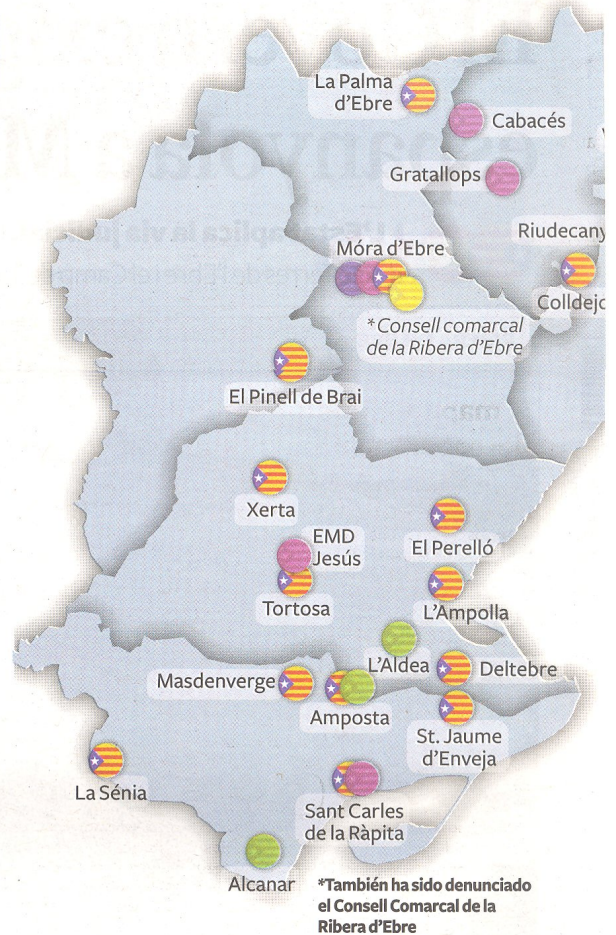 La Palma
d'Ebre
Cabacés
Gratallops
Riudecany
Móra d'Ebre
Colldejo
*Consell comarcal
de la Ribera d'Ebre
El Pinell de Brai
Xerta
El Perelló
EMD
Jesús
Tortosa
L'Ampolla
L'Aldea
Deltebre
Masdenverge
Amposta
St. Jaume
d'Enveja
La Sénia
Sant Carles
de la Ràpita
Alcanar
*También ha sido denunciado
el Consell Comarcal de la
Ribera d'Ebre